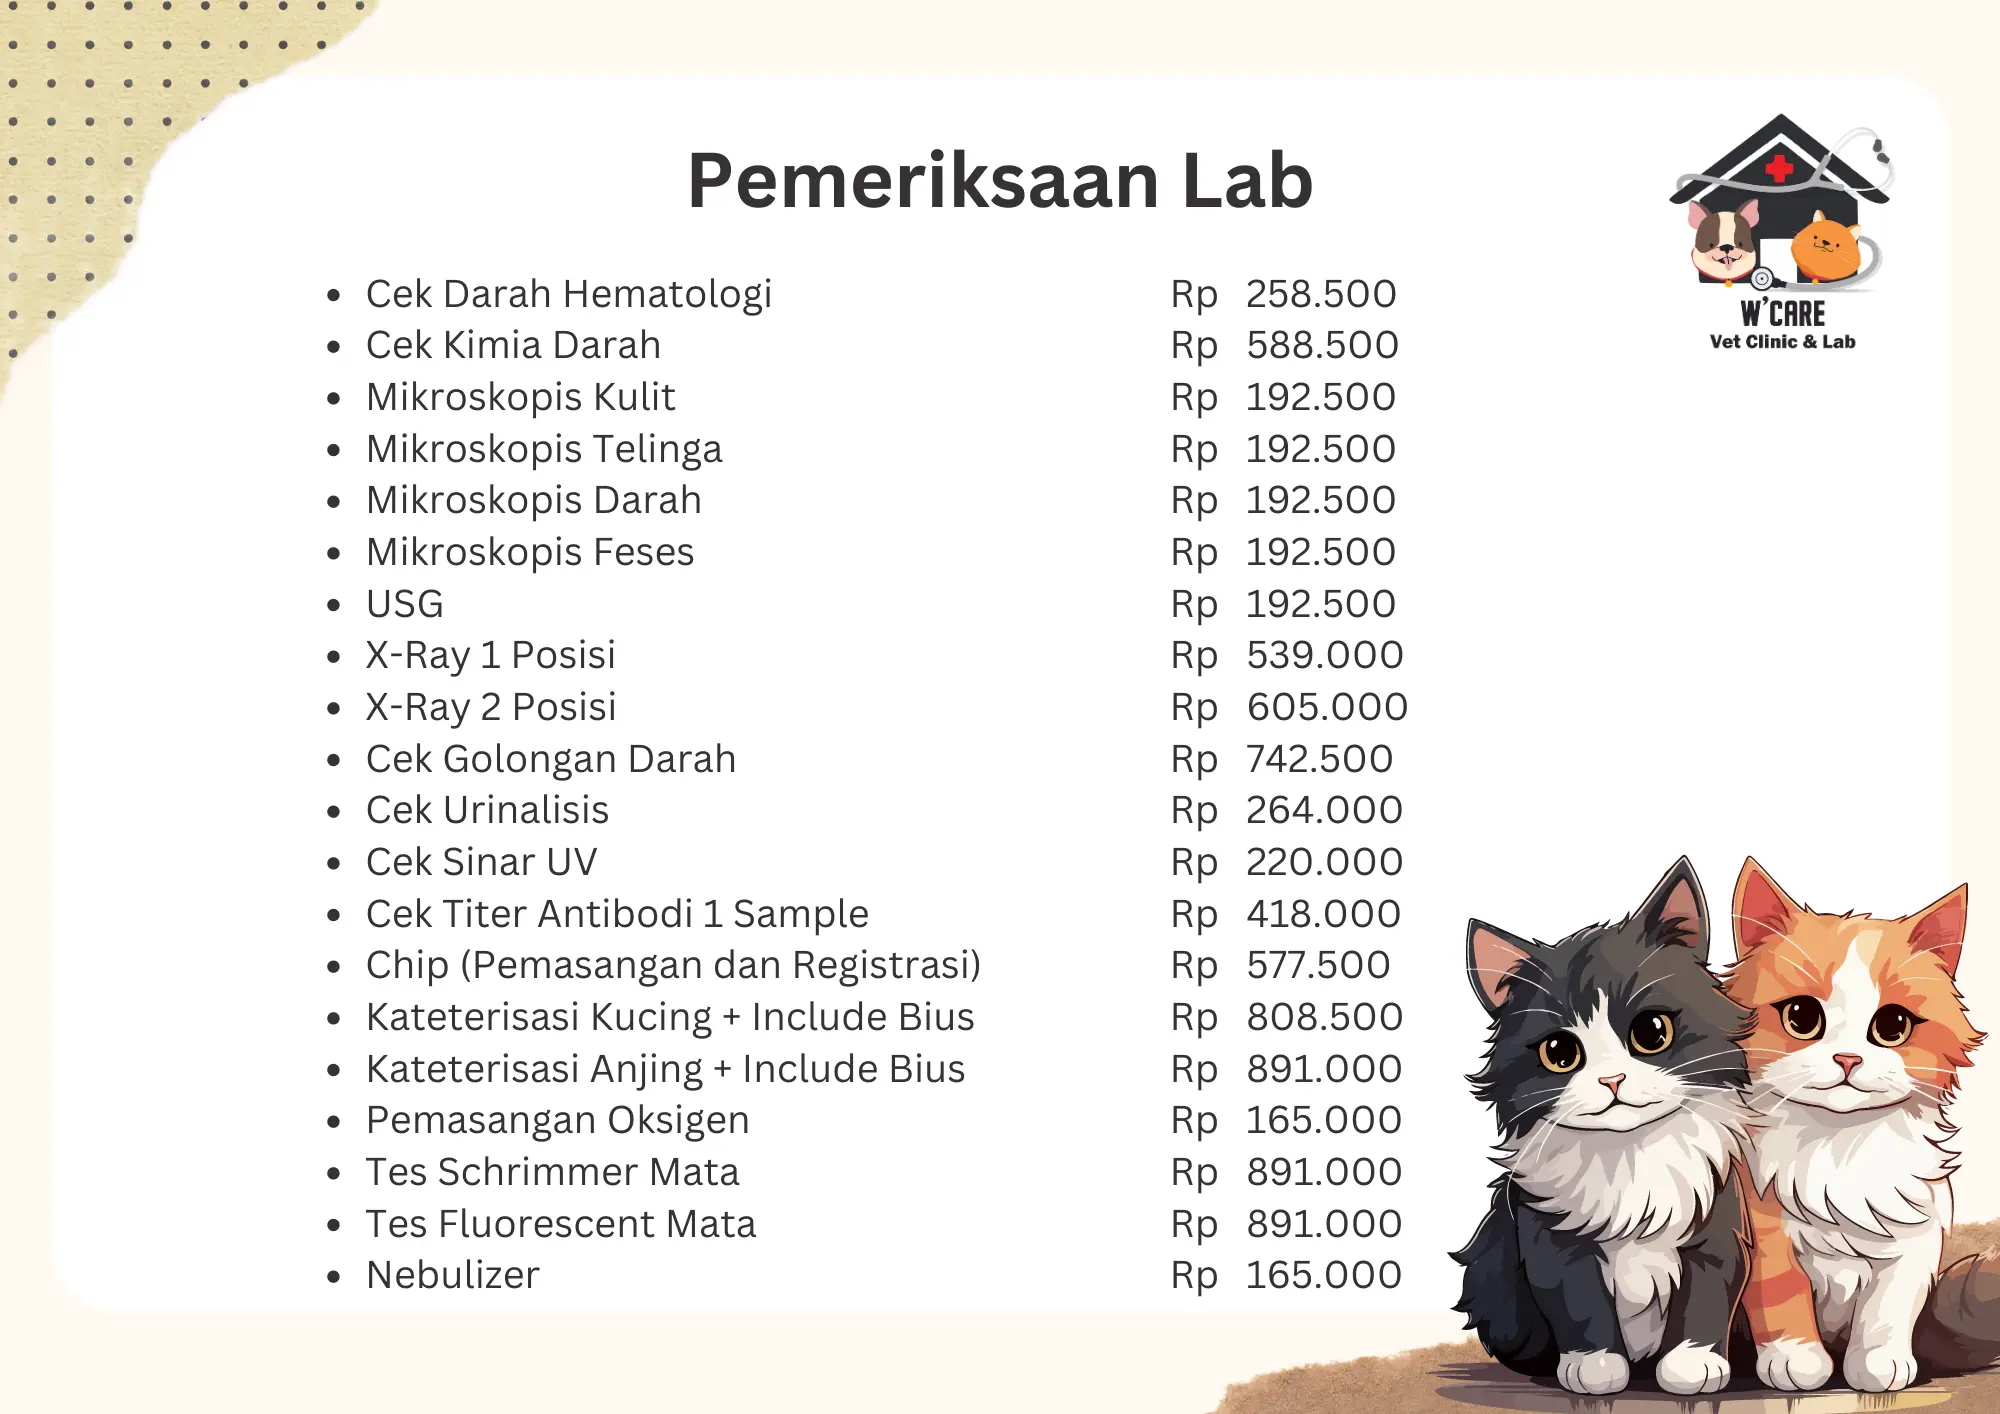 Pemeriksaan Lab
W'CARE
Vet Clinic & Lab
• Cek Darah Hematologi Rp 258.500
• Cek Kimia Darah Rp 588.500
• Mikroskopis Kulit Rp 192.500
• Mikroskopis Telinga Rp 192.500
• Mikroskopis Darah Rp 192.500
• Mikroskopis Feses Rp 192.500
• USG Rp 192.500
• X-Ray 1 Posisi Rp 539.000
• X-Ray 2 Posisi Rp 605.000
• Cek Golongan Darah Rp 742.500
• Cek Urinalisis Rp 264.000
• Cek Sinar UV Rp 220.000
• Cek Titer Antibodi 1 Sample Rp 418.000
• Chip (Pemasangan dan Registrasi) Rp 577.500
• Kateterisasi Kucing + Include Bius Rp 808.500
• Kateterisasi Anjing + Include Bius Rp 891.000
• Pemasangan Oksigen Rp 165.000
• Tes Schrimmer Mata Rp 891.000
• Tes Fluorescent Mata Rp 891.000
• Nebulizer Rp 165.000